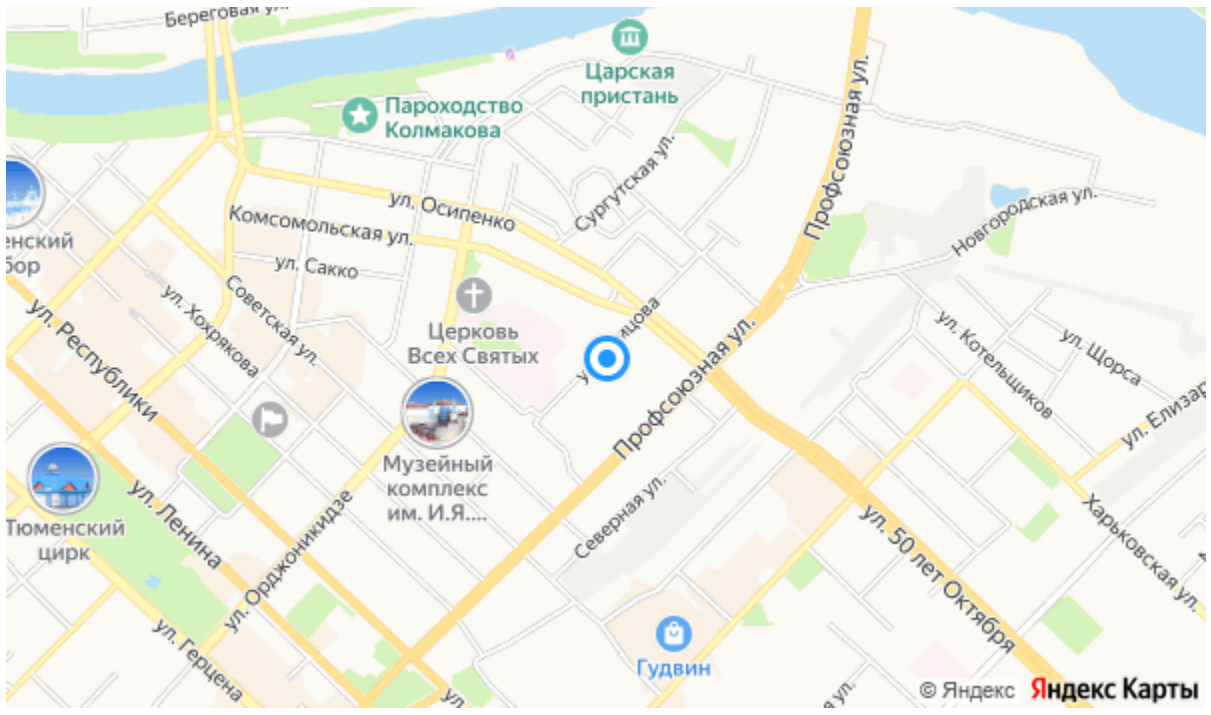 Береговая ул.
Царская
пристань
Пароходство
Колмакова
Профсоюзная ул.
Сургутская ул.
ул. Осипенко
Комсомольская ул.
Новгородская ул.
ул. Сакко
енский
бор
ул. Хохрякова
Советская ул.
Церковь
Всех Святых
ул. Республики
ул. Котельщиков
ул. Щорса
Профсоюзная ул.
ул. Елизар
Музейный
комплекс
им. И.Я....
Тюменский
цирк
ул. Ленина
ул. Орджоникидзе
Северная ул.
ул. 50 лет Октября
Харьковская ул.
ул. Герцена
Гудвин
ул.
© Яндекс Яндекс Карты